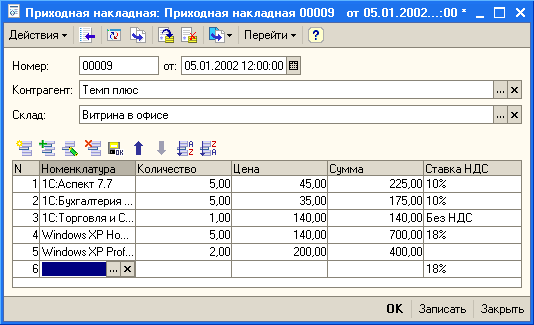 Приходная накладная: Приходная накладная 00009 от 05.01.2002...:00 *
Действия Перейти ?
Номер: 00009 от: 05.01.2002 12:00:00
Контрагент: Темп плюс ... x
Склад: Витрина в офисе ... x
N Номенклатура Количество Цена Сумма Ставка НДС
1 1С:Аспект 7.7 5,00 45,00 225,00 10%
2 1С:Бухгалтерия ... 5,00 35,00 175,00 10%
3 1С:Торговля и С... 1,00 140,00 140,00 Без НДС
4 Windows XP Ho... 5,00 140,00 700,00 18%
5 Windows XP Prof... 2,00 200,00 400,00
6 ... x 18%
OK Записать Закрыть